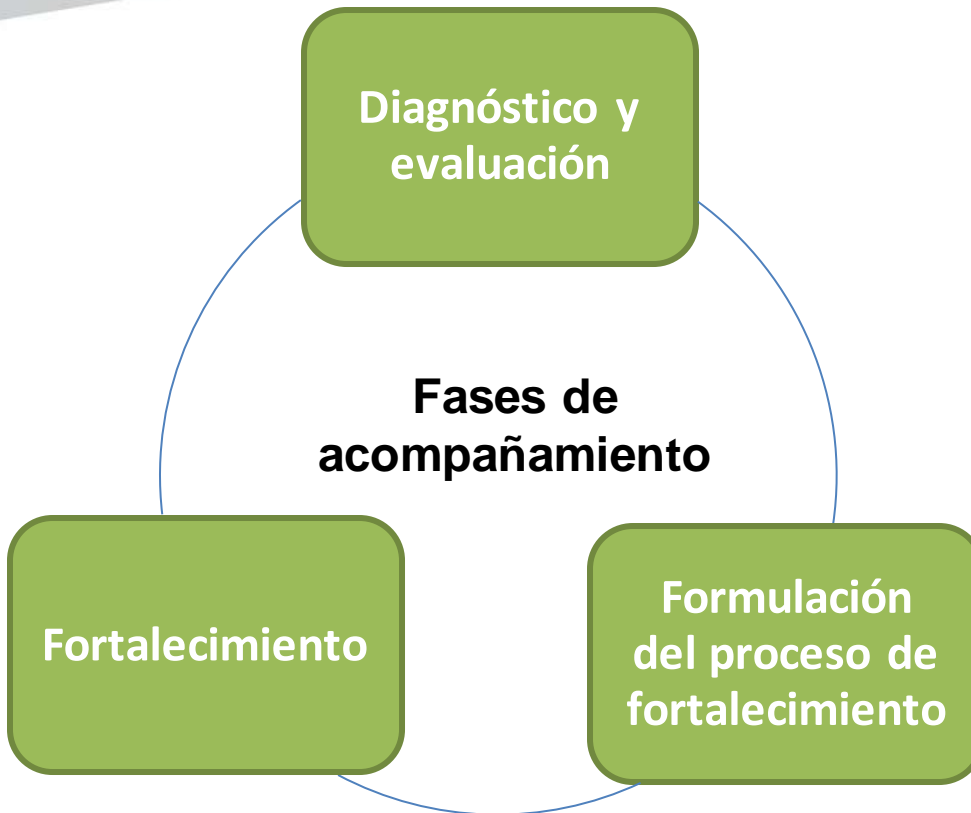 Diagnóstico y
evaluación
Fases de
acompañamiento
Fortalecimiento
Formulación
del proceso de
fortalecimiento